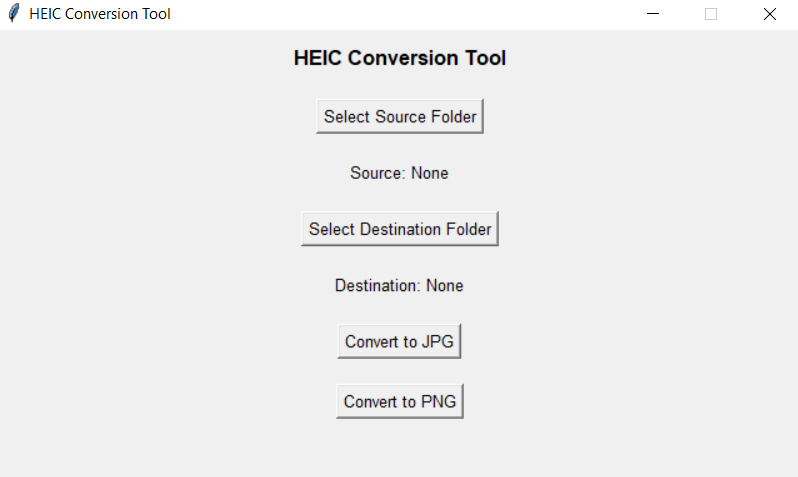 HEIC Conversion Tool
HEIC Conversion Tool
Select Source Folder
Source: None
Select Destination Folder
Destination: None
Convert to JPG
Convert to PNG